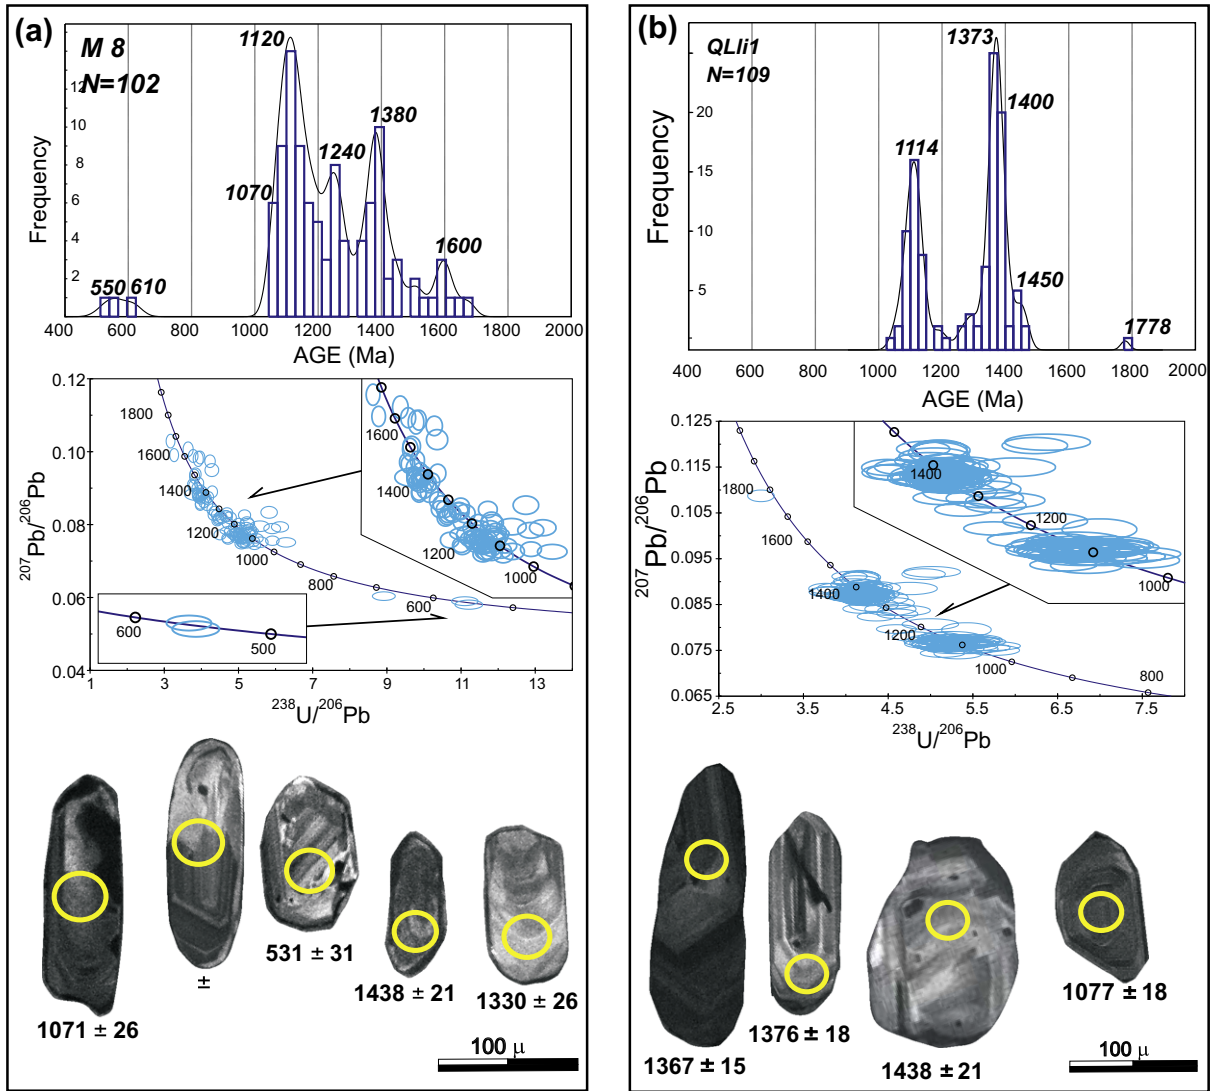 (a)
M 8
N=102
1120
1380
1240
1070
1600
550 610
Frequency
12
10
8
6
4
2
400 600 800 1000 1200 1400 1600 1800 2000
AGE (Ma)
0.12
0.10
0.08
0.06
0.04
207Pb/206Pb
1800
1600
1400
1200
1000
800
600
1600
1400
1200
1000
600
500
1 3 5 7 9 11 13
238U/206Pb
1071 ± 26
±
531 ± 31
1438 ± 21
1330 ± 26
100 μ
(b)
QLli1
N=109
1373
1400
1114
1450
1778
Frequency
20
15
10
5
400 600 800 1000 1200 1400 1600 1800 2000
AGE (Ma)
0.125
0.115
0.105
0.095
0.085
0.075
0.065
207Pb/206Pb
1800
1600
1400
1200
1000
800
1400
1200
1000
2.5 3.5 4.5 5.5 6.5 7.5
238U/206Pb
1367 ± 15
1376 ± 18
1438 ± 21
1077 ± 18
100 μ